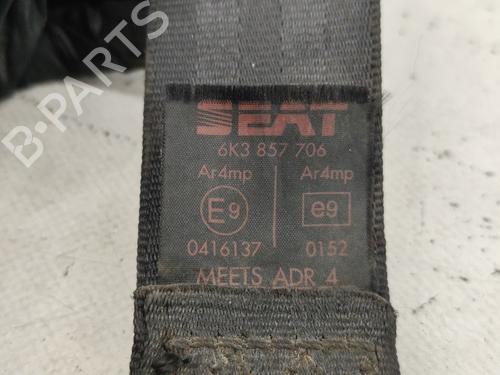 SEAT
6K3 857 706
Ar4mp Ar4mp
E9 e9
0416137 0152
MEETS ADR 4
B-PARTS